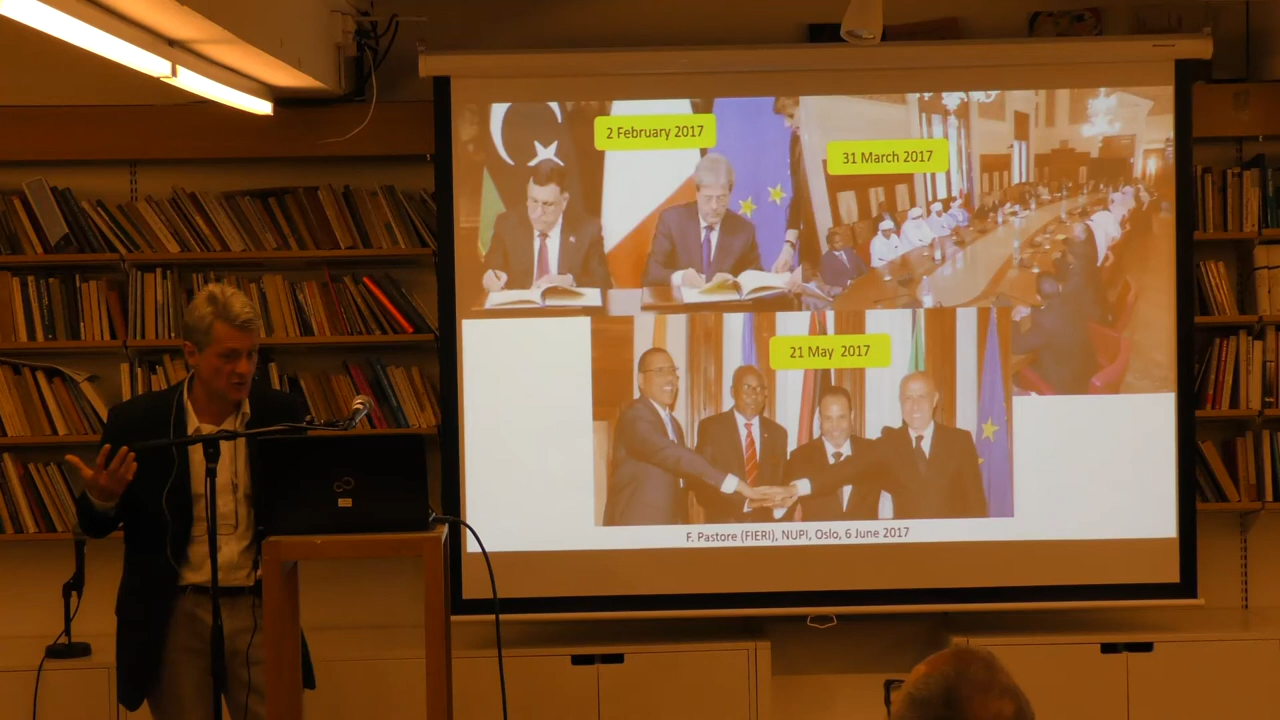 2 February 2017
31 March 2017
21 May 2017
F. Pastore (FIERI), NUPI, Oslo, 6 June 2017